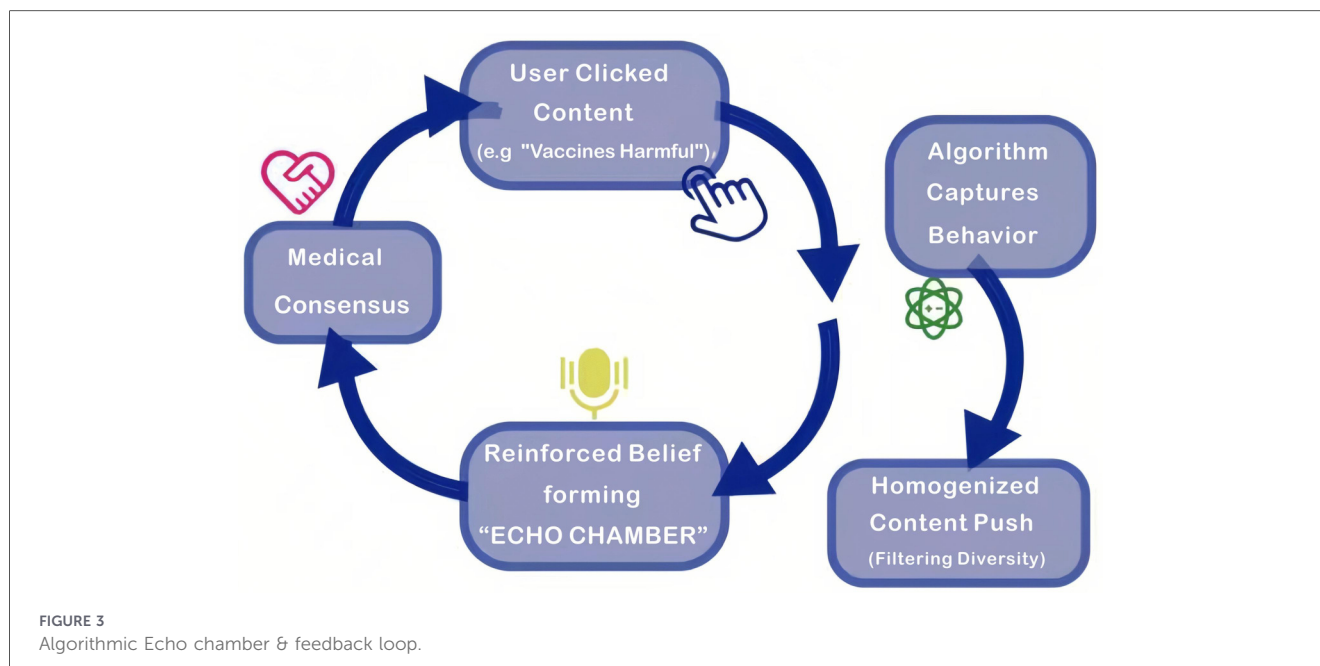 User Clicked
Content
(e.g "Vaccines Harmful"),
Algorithm
Captures
Behavior
Medical
Consensus
Reinforced Belief
forming
“ECHO CHAMBER”
Homogenized
Content Push
(Filtering Diversity)
FIGURE 3
Algorithmic Echo chamber & feedback loop.